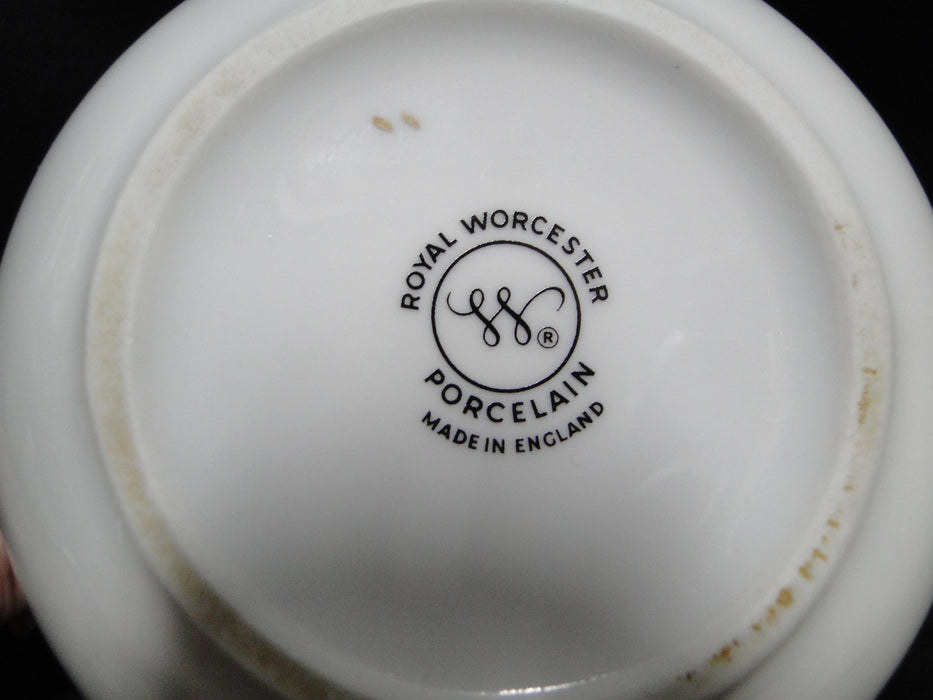 ROYAL WORCESTER
W ®
PORCELAIN
MADE IN ENGLAND